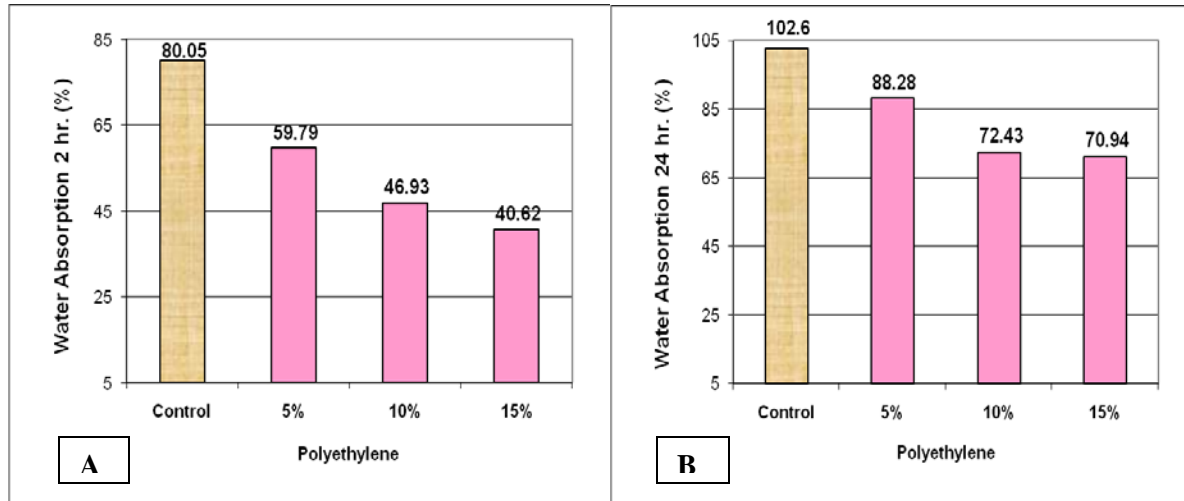 Water Absorption 2 hr. (%)
85
65
45
25
5
80.05
59.79
46.93
40.62
Control 5% 10% 15%
Polyethylene
A
Water Absorption 24 hr. (%)
105
85
65
45
25
5
102.6
88.28
72.43
70.94
Control 5% 10% 15%
Polyethylene
B